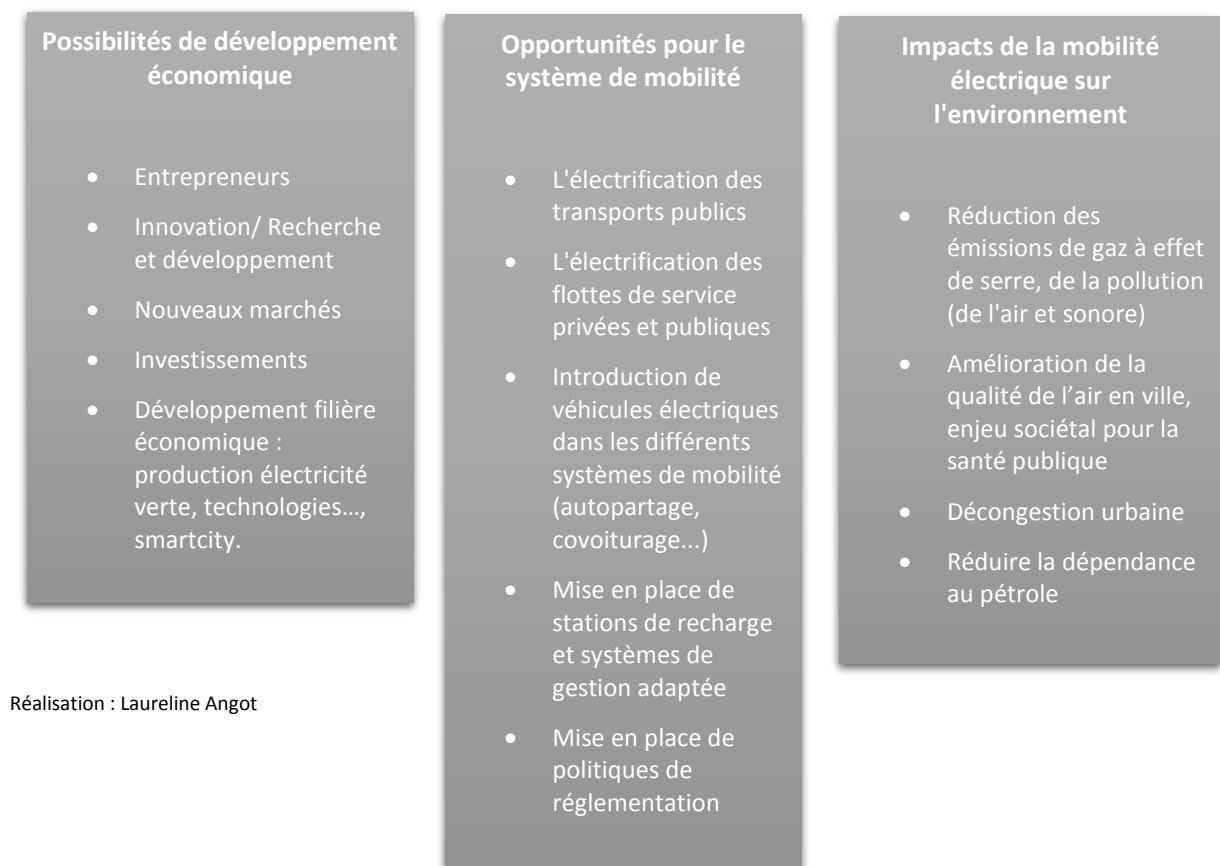 Possibilités de développement
économique
• Entrepreneurs
• Innovation/ Recherche
et développement
• Nouveaux marchés
• Investissements
• Développement filière
économique :
production électricité
verte, technologies...,
smartcity.
Opportunités pour le
système de mobilité
• L'électrification des
transports publics
• L'électrification des
flottes de service
privées et publiques
• Introduction de
véhicules électriques
dans les différents
systèmes de mobilité
(autopartage,
covoiturage...)
• Mise en place de
stations de recharge
et systèmes de
gestion adaptée
• Mise en place de
politiques de
réglementation
Impacts de la mobilité
électrique sur
l'environnement
• Réduction des
émissions de gaz à effet
de serre, de la pollution
(de l'air et sonore)
• Amélioration de la
qualité de l’air en ville,
enjeu sociétal pour la
santé publique
• Décongestion urbaine
• Réduire la dépendance
au pétrole
Réalisation : Laureline Angot